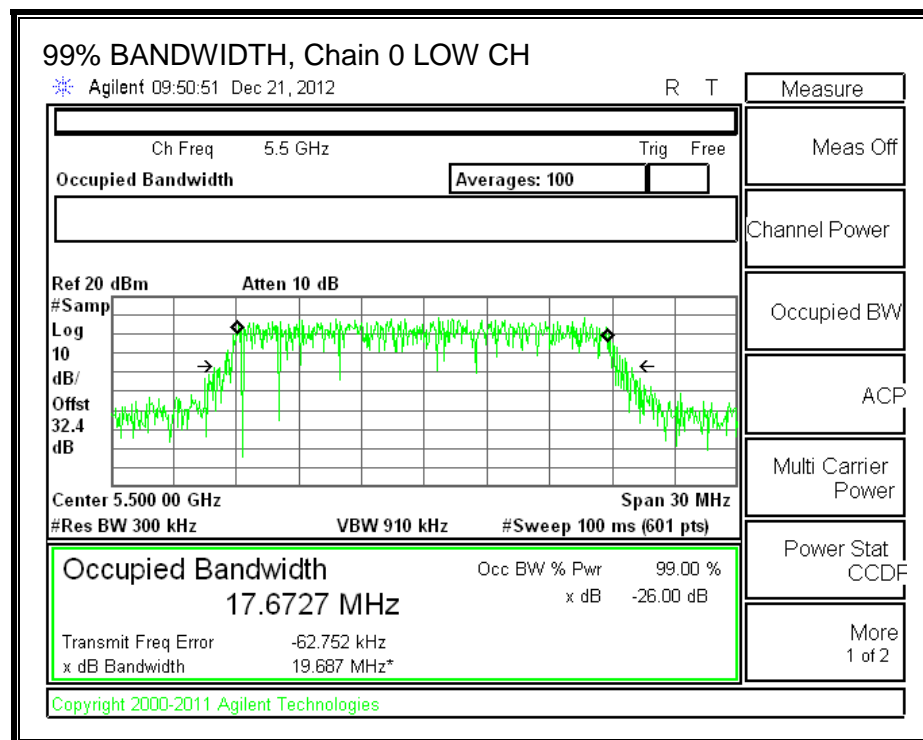 99% BANDWIDTH, Chain 0 LOW CH
Agilent 09:50:51 Dec 21, 2012 R T
Measure
Ch Freq 5.5 GHz Trig Free
Occupied Bandwidth Averages: 100
Ref 20 dBm Atten 10 dB
#Samp
Log
10
dB/
Offst
32.4
dB
Center 5.500 00 GHz Span 30 MHz
#Res BW 300 kHz VBW 910 kHz #Sweep 100 ms (601 pts)
Occupied Bandwidth Occ BW % Pwr 99.00 %
17.6727 MHz x dB -26.00 dB
Transmit Freq Error -62.752 kHz
x dB Bandwidth 19.687 MHz*
Copyright 2000-2011 Agilent Technologies
Meas Off
Channel Power
Occupied BW
ACP
Multi Carrier
Power
Power Stat
CCDF
More
1 of 2